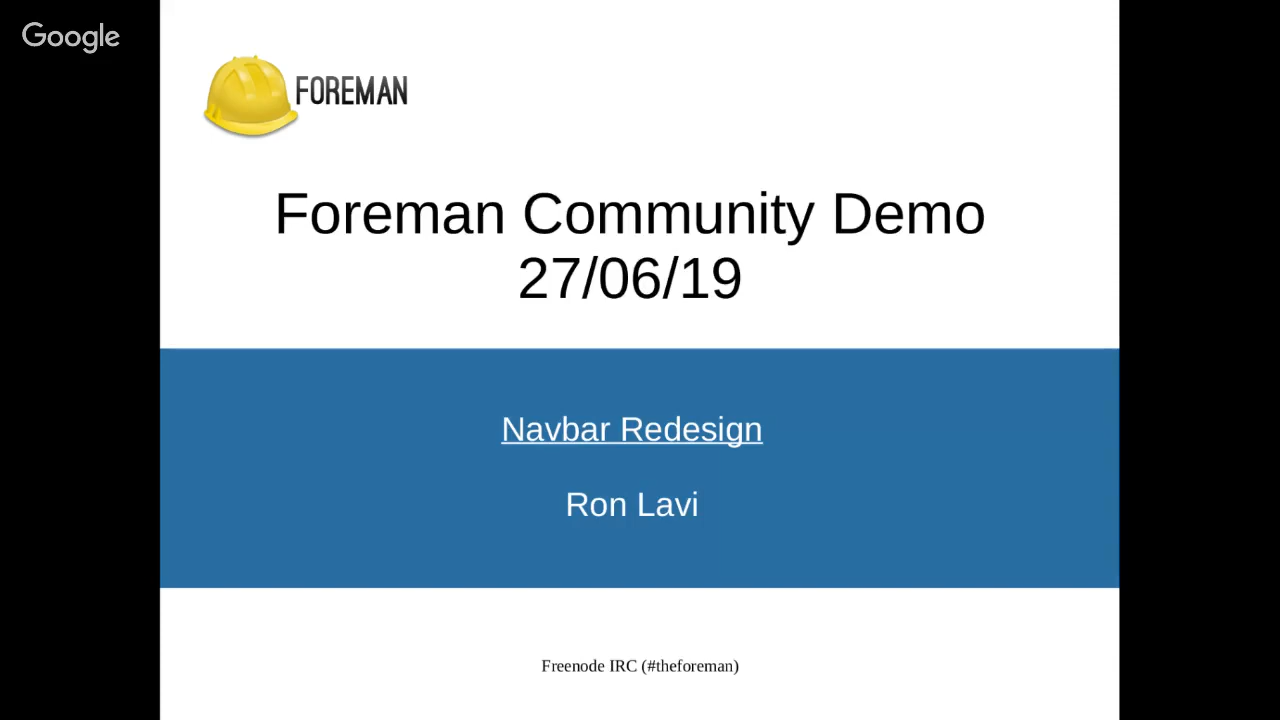 Google
FOREMAN
Foreman Community Demo
27/06/19
Navbar Redesign
Ron Lavi
Freenode IRC (#theforeman)